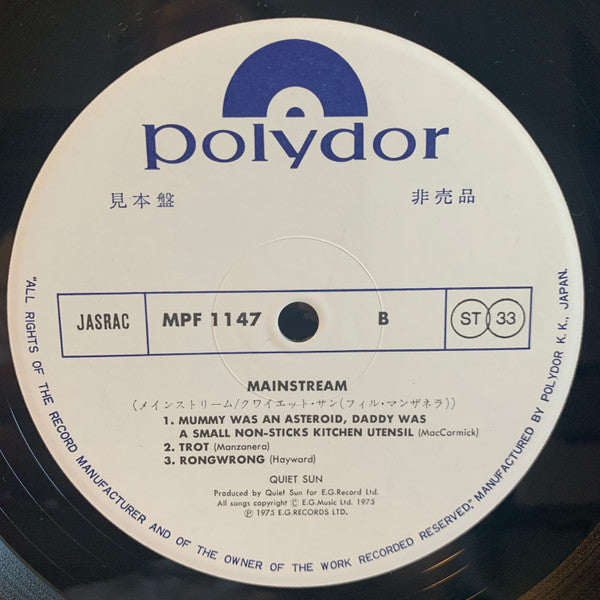 polydor
見本盤 非売品
JASRAC MPF 1147 B ST 33
MAINSTREAM
(メインストリーム/クワイエット・サン(フィル・マンザネラ))
1. MUMMY WAS AN ASTEROID, DADDY WAS
A SMALL NON-STICKS KITCHEN UTENSIL (MacCormick)
2. TROT (Manzanera)
3. RONGWRONG (Hayward)
QUIET SUN
Produced by Quiet Sun for E.G.Record Ltd.
All songs copyright © E.G.Music Ltd. 1975
℗ 1975 E.G.RECORDS LTD.
"ALL RIGHTS OF THE RECORD MANUFACTURER AND OF THE OWNER OF THE WORK RECORDED RESERVED," MANUFACTURED BY POLYDOR K.K., JAPAN.